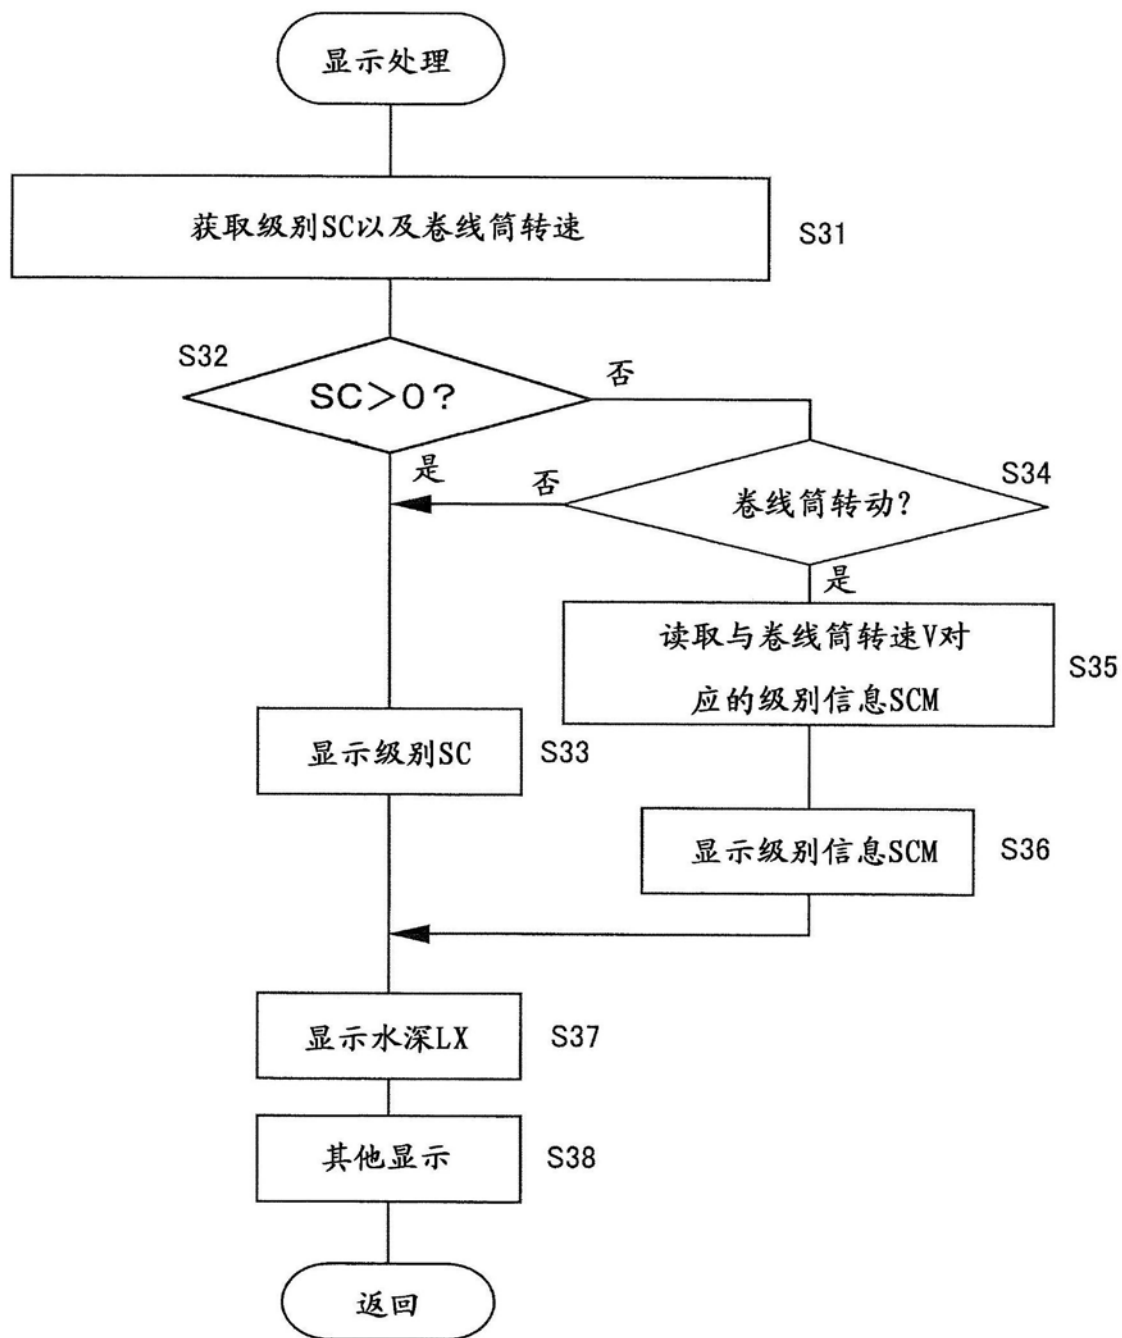 显示处理
获取级别SC以及卷线筒转速
S31
S32
SC>0?
否
是
否
卷线筒转动?
S34
是
读取与卷线筒转速V对
应的级别信息SCM
S35
显示级别SC
S33
显示级别信息SCM
S36
显示水深LX
S37
其他显示
S38
返回